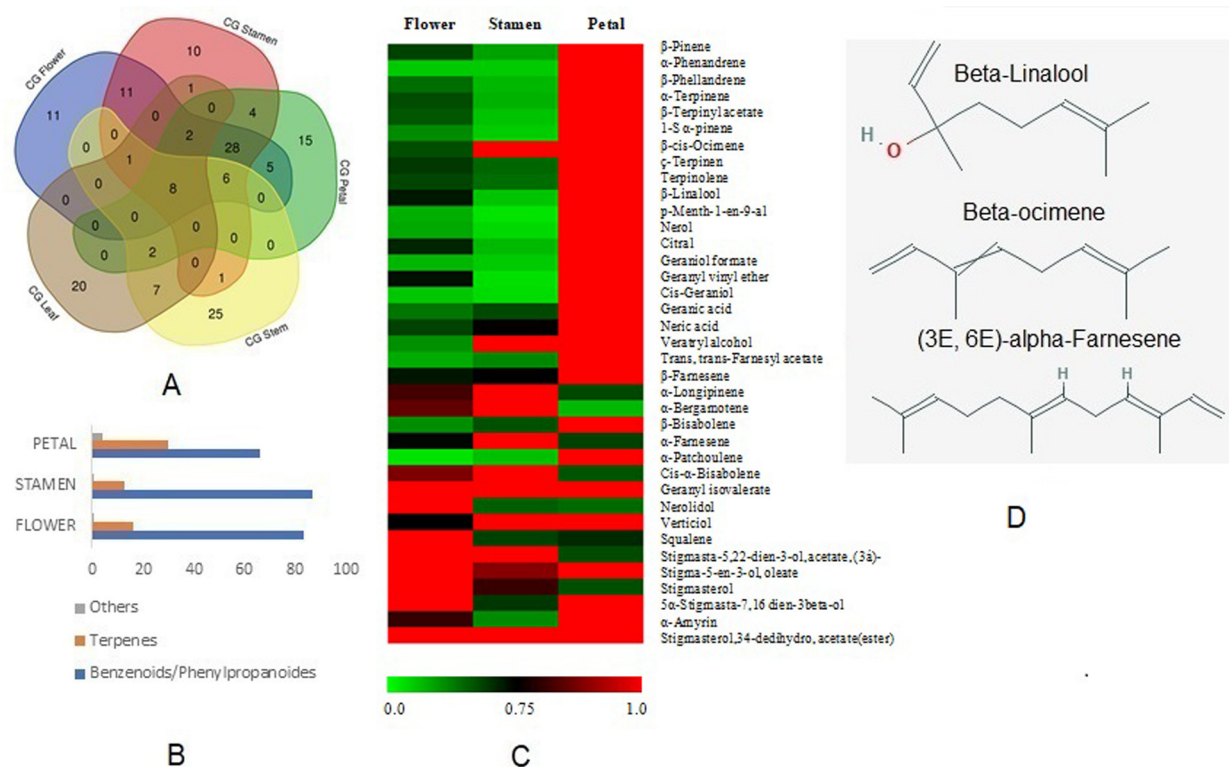 CG Flower
CG Stamen
CG Petal
CG Stem
CG Leaf
10
11
11
1
0
4
15
0
0
2
28
5
0
1
6
0
8
0
0
0
0
0
0
0
0
2
0
20
7
1
25
A
PETAL
STAMEN
FLOWER
0 20 40 60 80 100
Others
Terpenes
Benzenoids/Phenylpropanoides
B
Flower Stamen Petal
β-Pinene
α-Phenandrene
β-Phellandrene
α-Terpinene
β-Terpinyl acetate
1-S α-pinene
β-cis-Ocimene
ç-Terpinen
Terpinolene
β-Linalool
p-Menth-1-en-9-al
Nerol
Citral
Geraniol formate
Geranyl vinyl ether
Cis-Geraniol
Geranic acid
Neric acid
Veratryl alcohol
Trans, trans-Farnesyl acetate
β-Farnesene
α-Longipinene
α-Bergamotene
β-Bisabolene
α-Farnesene
α-Patchoulene
Cis-α-Bisabolene
Geranyl isovalerate
Nerolidol
Verticiol
Squalene
Stigmasta-5,22-dien-3-ol, acetate, (3à)-
Stigma-5-en-3-ol, oleate
Stigmasterol
5α-Stigmasta-7,16 dien-3beta-ol
α-Amyrin
Stigmasterol,34-dedihydro, acetate(ester)
0.0 0.75 1.0
C
Beta-Linalool
H
O
Beta-ocimene
(3E, 6E)-alpha-Farnesene
H H
D